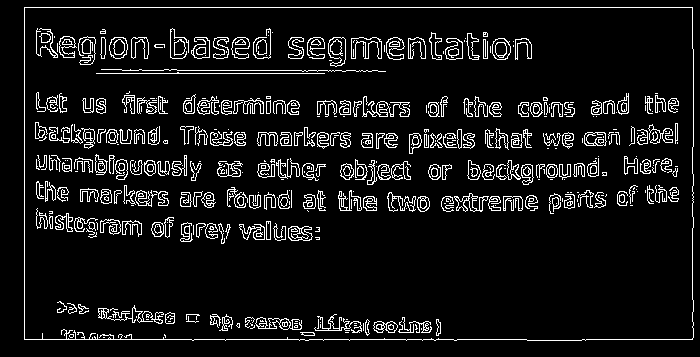 Region-based segmentation
Let us first determine markers of the coins and the
background. These markers are pixels that we can label
unambiguously as either object or background. Here,
the markers are found at the two extreme parts of the
histogram of grey values:
>>> markers = np.zeros_like(coins)